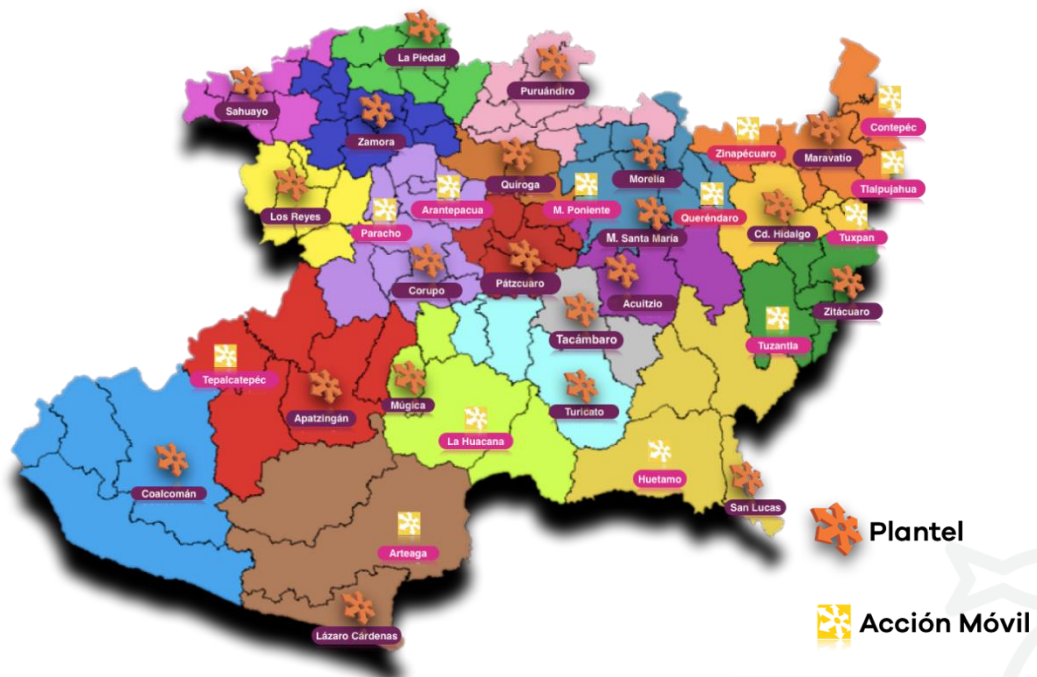 La Piedad
Puruándiro
Sahuayo
Zamora
Contepéc
Zinapécuaro
Maravatío
Quiroga
Morelia
Tlalpujahua
Los Reyes
Arantepacua
M. Poniente
Queréndaro
Paracho
M. Santa María
Cd. Hidalgo
Tuxpan
Corupo
Pátzcuaro
Acuitzio
Zitácuaro
Tacámbaro
Tuzantla
Tepalcatepéc
Apatzingán
Múgica
Turicato
La Huacana
Huetamo
Coalcomán
San Lucas
Plantel
Arteaga
Acción Móvil
Lázaro Cárdenas